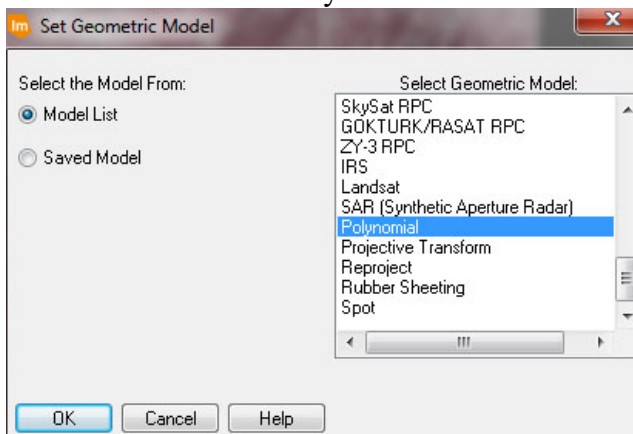 Im Set Geometric Model
Select the Model From:
Model List
Saved Model
Select Geometric Model:
SkySat RPC
GOKTURK/RASAT RPC
ZY-3 RPC
IRS
Landsat
SAR (Synthetic Aperture Radar)
Polynomial
Projective Transform
Reproject
Rubber Sheeting
Spot
OK Cancel Help